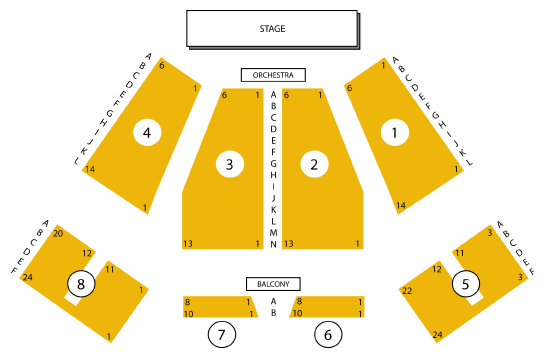 STAGE
ORCHESTRA
A
B
C
D
E
F
G
H
I
J
K
L
6
1
4
14
1
6
1
3
13
1
A
B
C
D
E
F
G
H
I
J
K
L
M
N
6
1
2
13
1
1
6
1
14
1
A
B
C
D
E
F
G
H
I
J
K
L
BALCONY
A
B
C
D
E
F
20
12
11
24
8
1
1
8
1
10
1
7
A
B
8
1
10
1
6
3
11
12
3
22
5
24
A
B
C
D
E
F